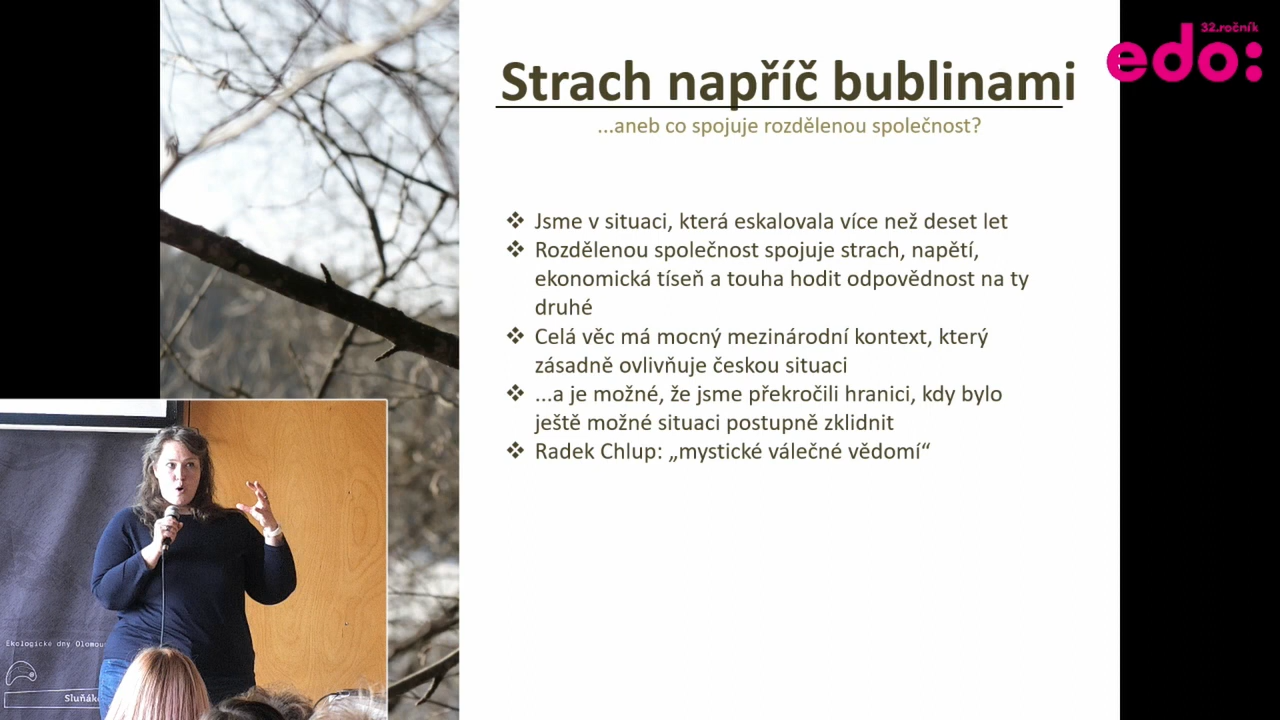 32.ročník
edo:
Strach napříč bublinami
...aneb co spojuje rozdělenou společnost?
❖ Jsme v situaci, která eskalovala více než deset let
❖ Rozdělenou společnost spojuje strach, napětí,
ekonomická tíseň a touha hodit odpovědnost na ty
druhé
❖ Celá věc má mocný mezinárodní kontext, který
zásadně ovlivňuje českou situaci
❖ ...a je možné, že jsme překročili hranici, kdy bylo
ještě možné situaci postupně zklidnit
❖ Radek Chlup: „mystické válečné vědomí“
Ekologické dny